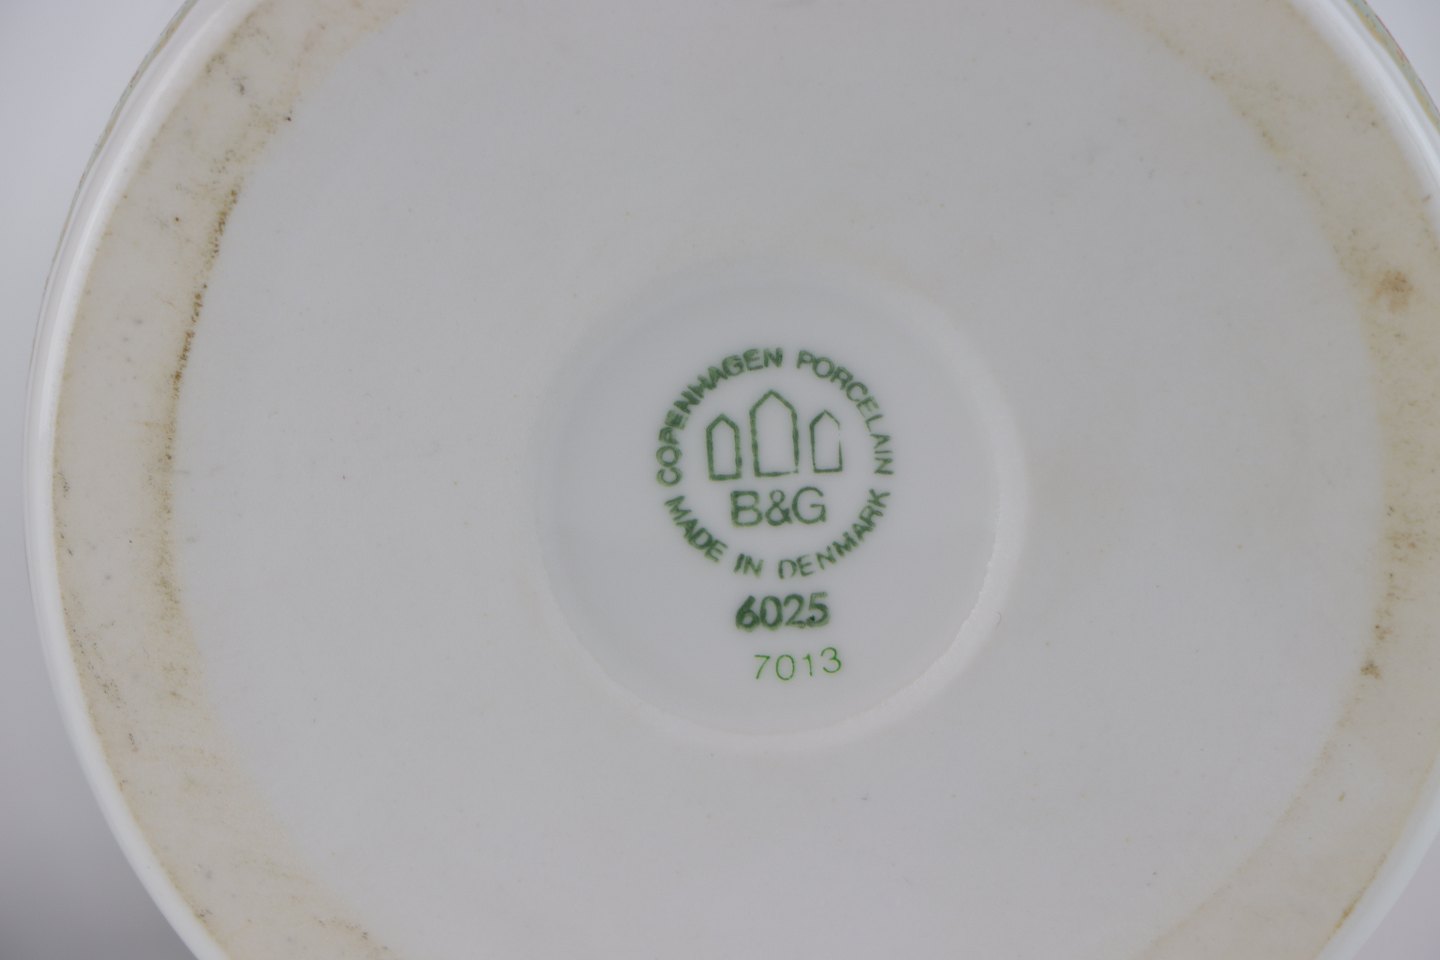 COPENHAGEN PORCELAIN
B&G
MADE IN DENMARK
6025
7013